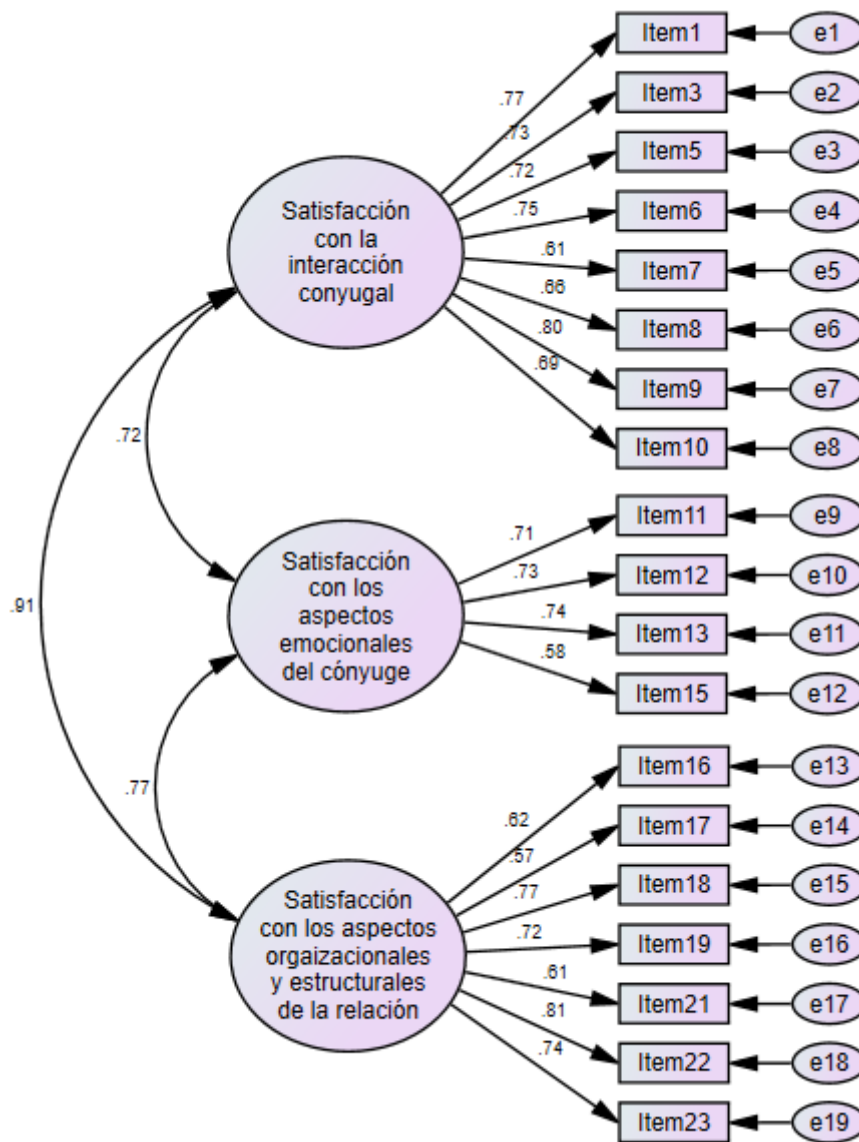 Item1
e1
.77
Item3
e2
.73
Item5
e3
.72
Item6
e4
.75
Item7
e5
.61
Item8
e6
.66
Item9
e7
.80
Item10
e8
.69
Satisfacción
con la
interacción
conyugal
.72
.91
Item11
e9
.71
Item12
e10
.73
Item13
e11
.74
Item15
e12
.58
Satisfacción
con los
aspectos
emocionales
del cónyuge
.77
Item16
e13
.62
Item17
e14
.57
Item18
e15
.77
Item19
e16
.72
Item21
e17
.61
Item22
e18
.81
Item23
e19
.74
Satisfacción
con los aspectos
orgaizacionales
y estructurales
de la relación